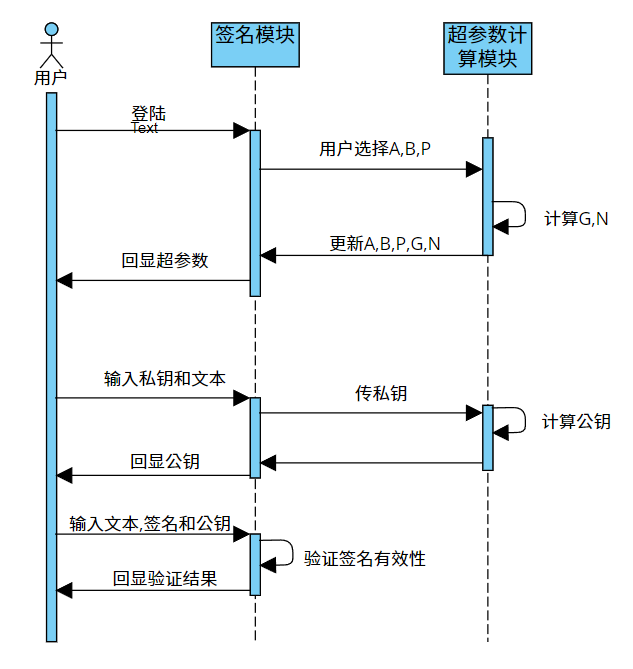 用户
签名模块
超参数计
算模块
登陆
Text
用户选择A,B,P
计算G,N
更新A,B,P,G,N
回显超参数
输入私钥和文本
传私钥
计算公钥
回显公钥
输入文本,签名和公钥
验证签名有效性
回显验证结果